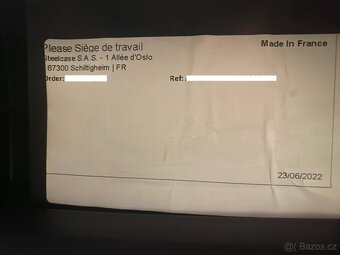 Please Siège de travail
Made In France
Steelcase S.A.S. - 1 Allée d'Oslo
67300 Schiltigheim | FR
Order:
Ref:
23/06/2022
Bazos.cz